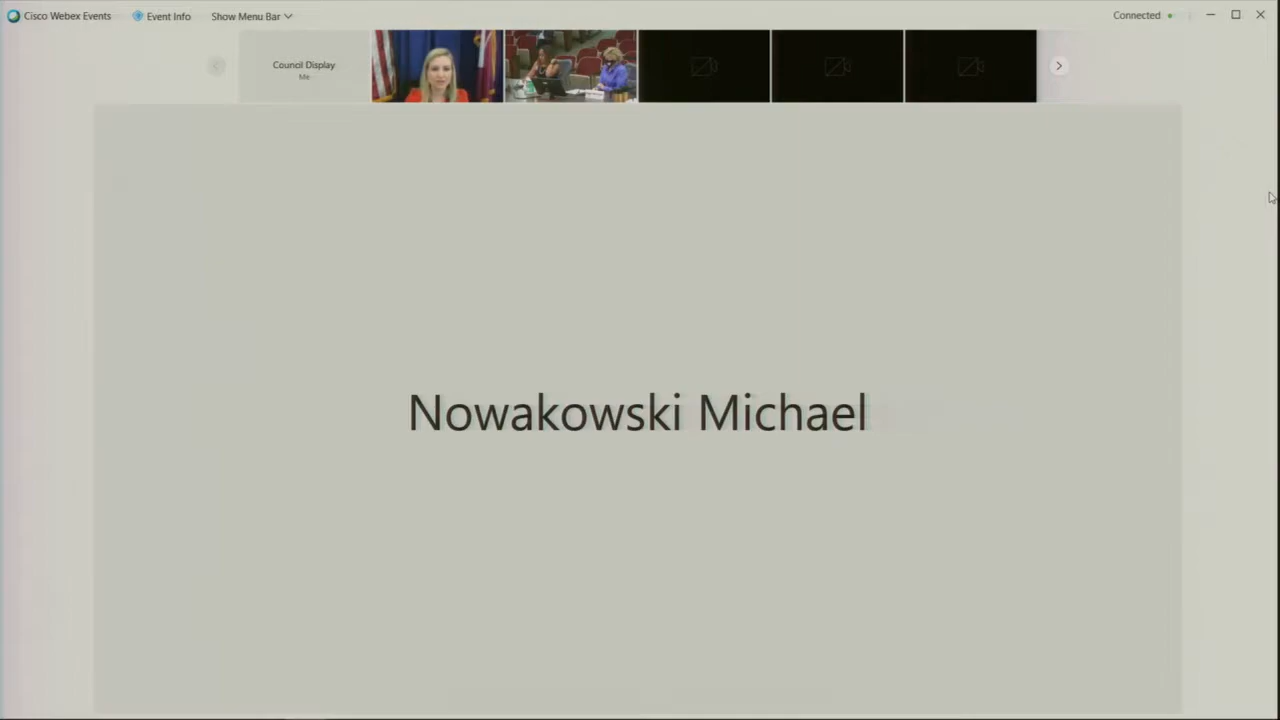 Cisco Webex Events
Event Info
Show Menu Bar
Connected
Council Display
Me
Nowakowski Michael